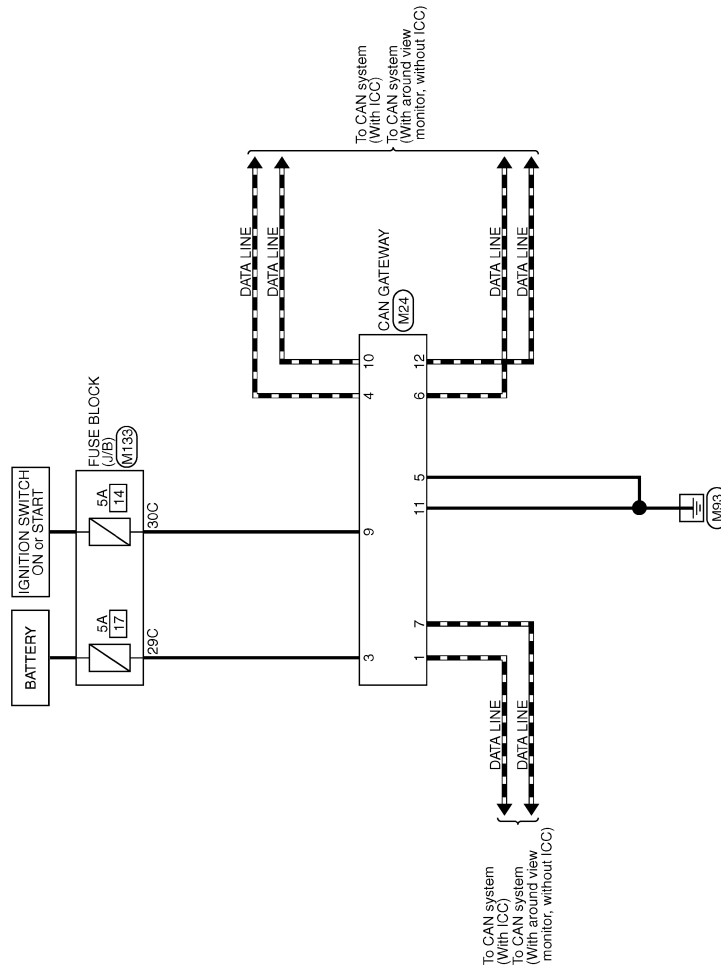 BATTERY
IGNITION SWITCH
ON or START
FUSE BLOCK
(J/B)
M133
5A
17
5A
14
29C
30C
CAN GATEWAY
M24
3
9
4
10
1
7
11
5
6
12
DATA LINE
DATA LINE
DATA LINE
DATA LINE
DATA LINE
DATA LINE
To CAN system
(With ICC)
To CAN system
(With around view
monitor, without ICC)
To CAN system
(With ICC)
To CAN system
(With around view
monitor, without ICC)
M93